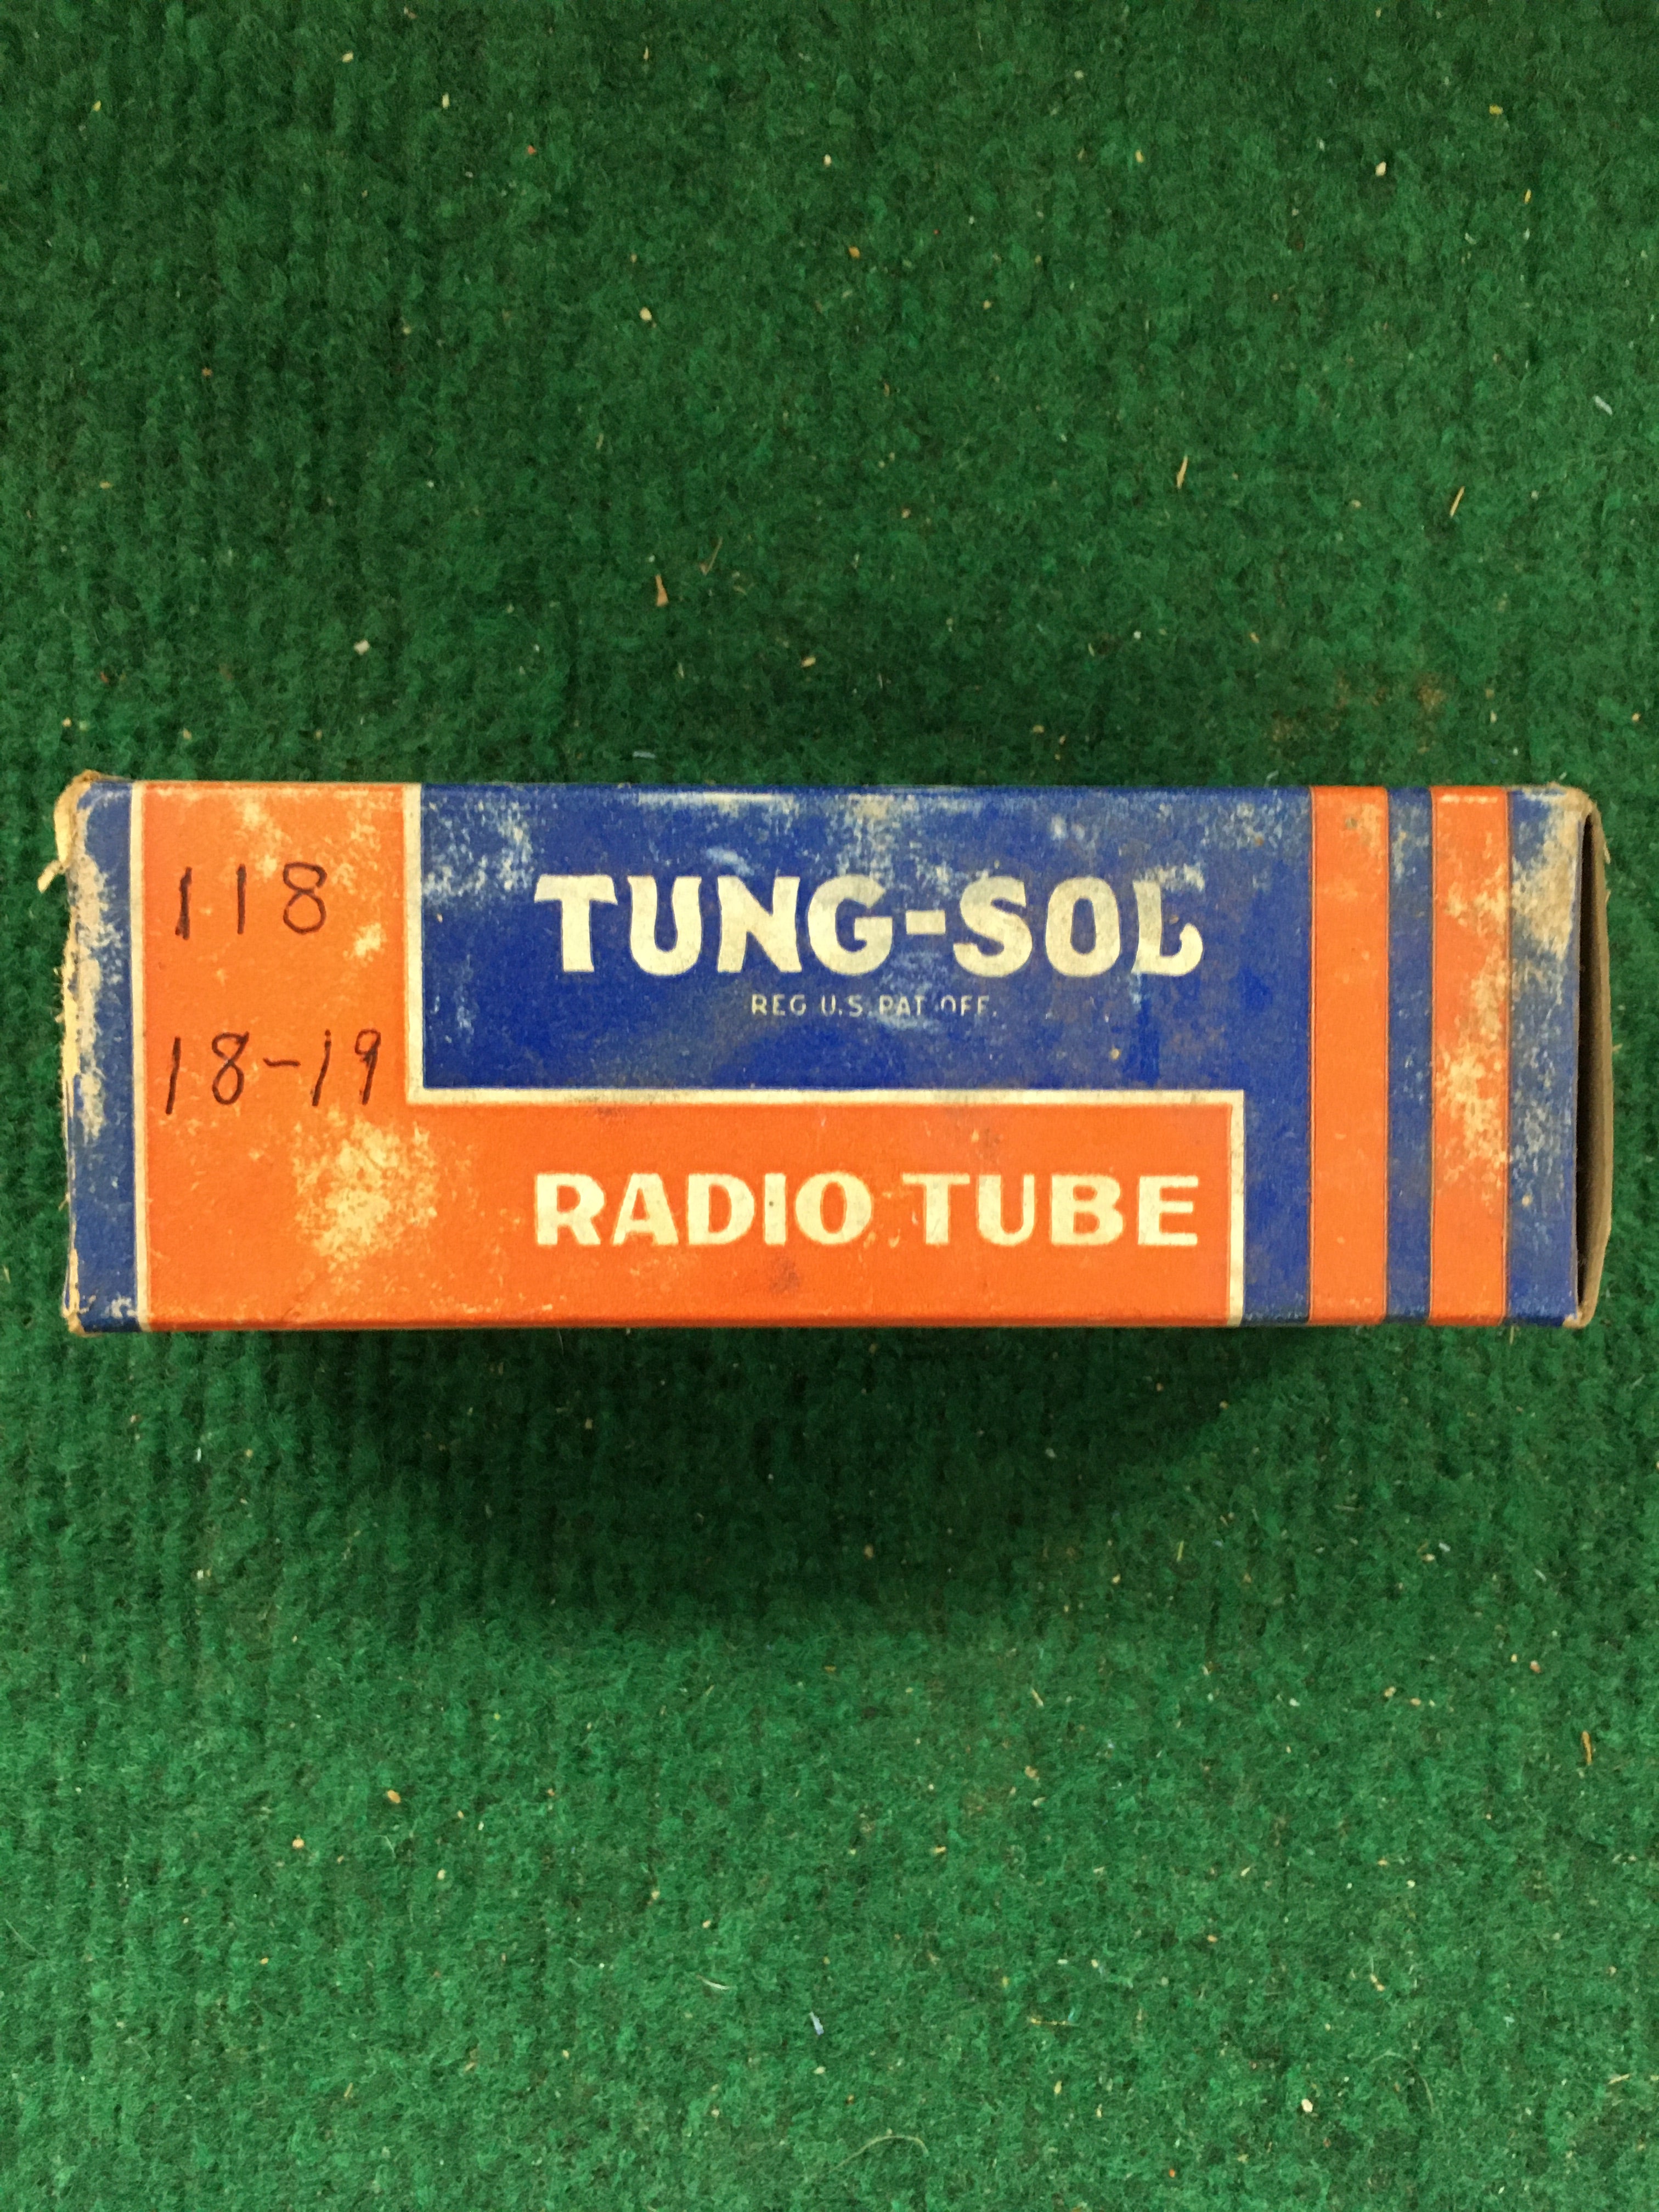 118
18-19
TUNG-SOL
REG U.S. PAT. OFF.
RADIO TUBE